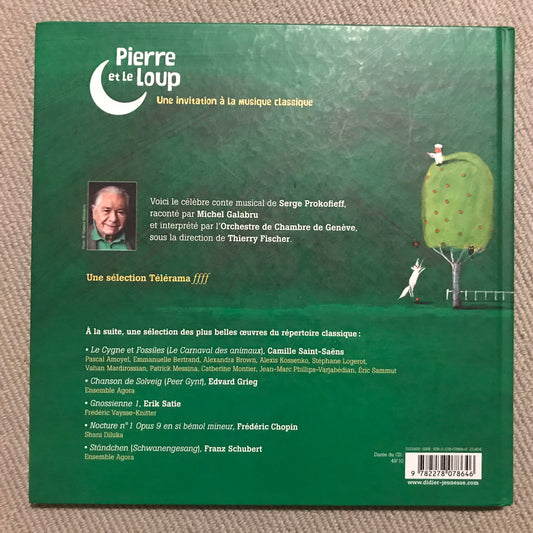 Pierre
et le Loup
Une invitation à la musique classique
Voici le célèbre conte musical de Serge Prokofieff,
raconté par Michel Galabru
et interprété par l'Orchestre de Chambre de Genève,
sous la direction de Thierry Fischer.
Une sélection Télérama ffff
À la suite, une sélection des plus belles œuvres du répertoire classique :
• Le Cygne et Fossiles (Le Carnaval des animaux), Camille Saint-Saëns
Pascal Amoyel, Emmanuelle Bertrand, Alexandra Brown, Alexis Kossenko, Stéphane Logerot,
Vahan Mardirossian, Patrick Messina, Catherine Montier, Jean-Marc Phillips-Varjabédian, Éric Sammut
• Chanson de Solveig (Peer Gynt), Edvard Grieg
Ensemble Agora
• Gnossienne 1, Erik Satie
Frédéric Vaysse-Knitter
• Nocture n° 1 Opus 9 en si bémol mineur, Frédéric Chopin
Shani Diluka
• Ständchen (Schwanengesang), Franz Schubert
Ensemble Agora
Durée du CD :
49'10
9 782278 078646
www.didier-jeunesse.com